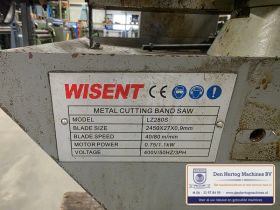 WISENT CE
METAL CUTTING BAND SAW
MODEL LZ280S
BLADE SIZE 2450X27X0,9mm
BLADE SPEED 40/80 m/min
MOTOR POWER 0.75/1.1kW
VOLTAGE 400V/50HZ/3PH
Den Hertog Machines BV